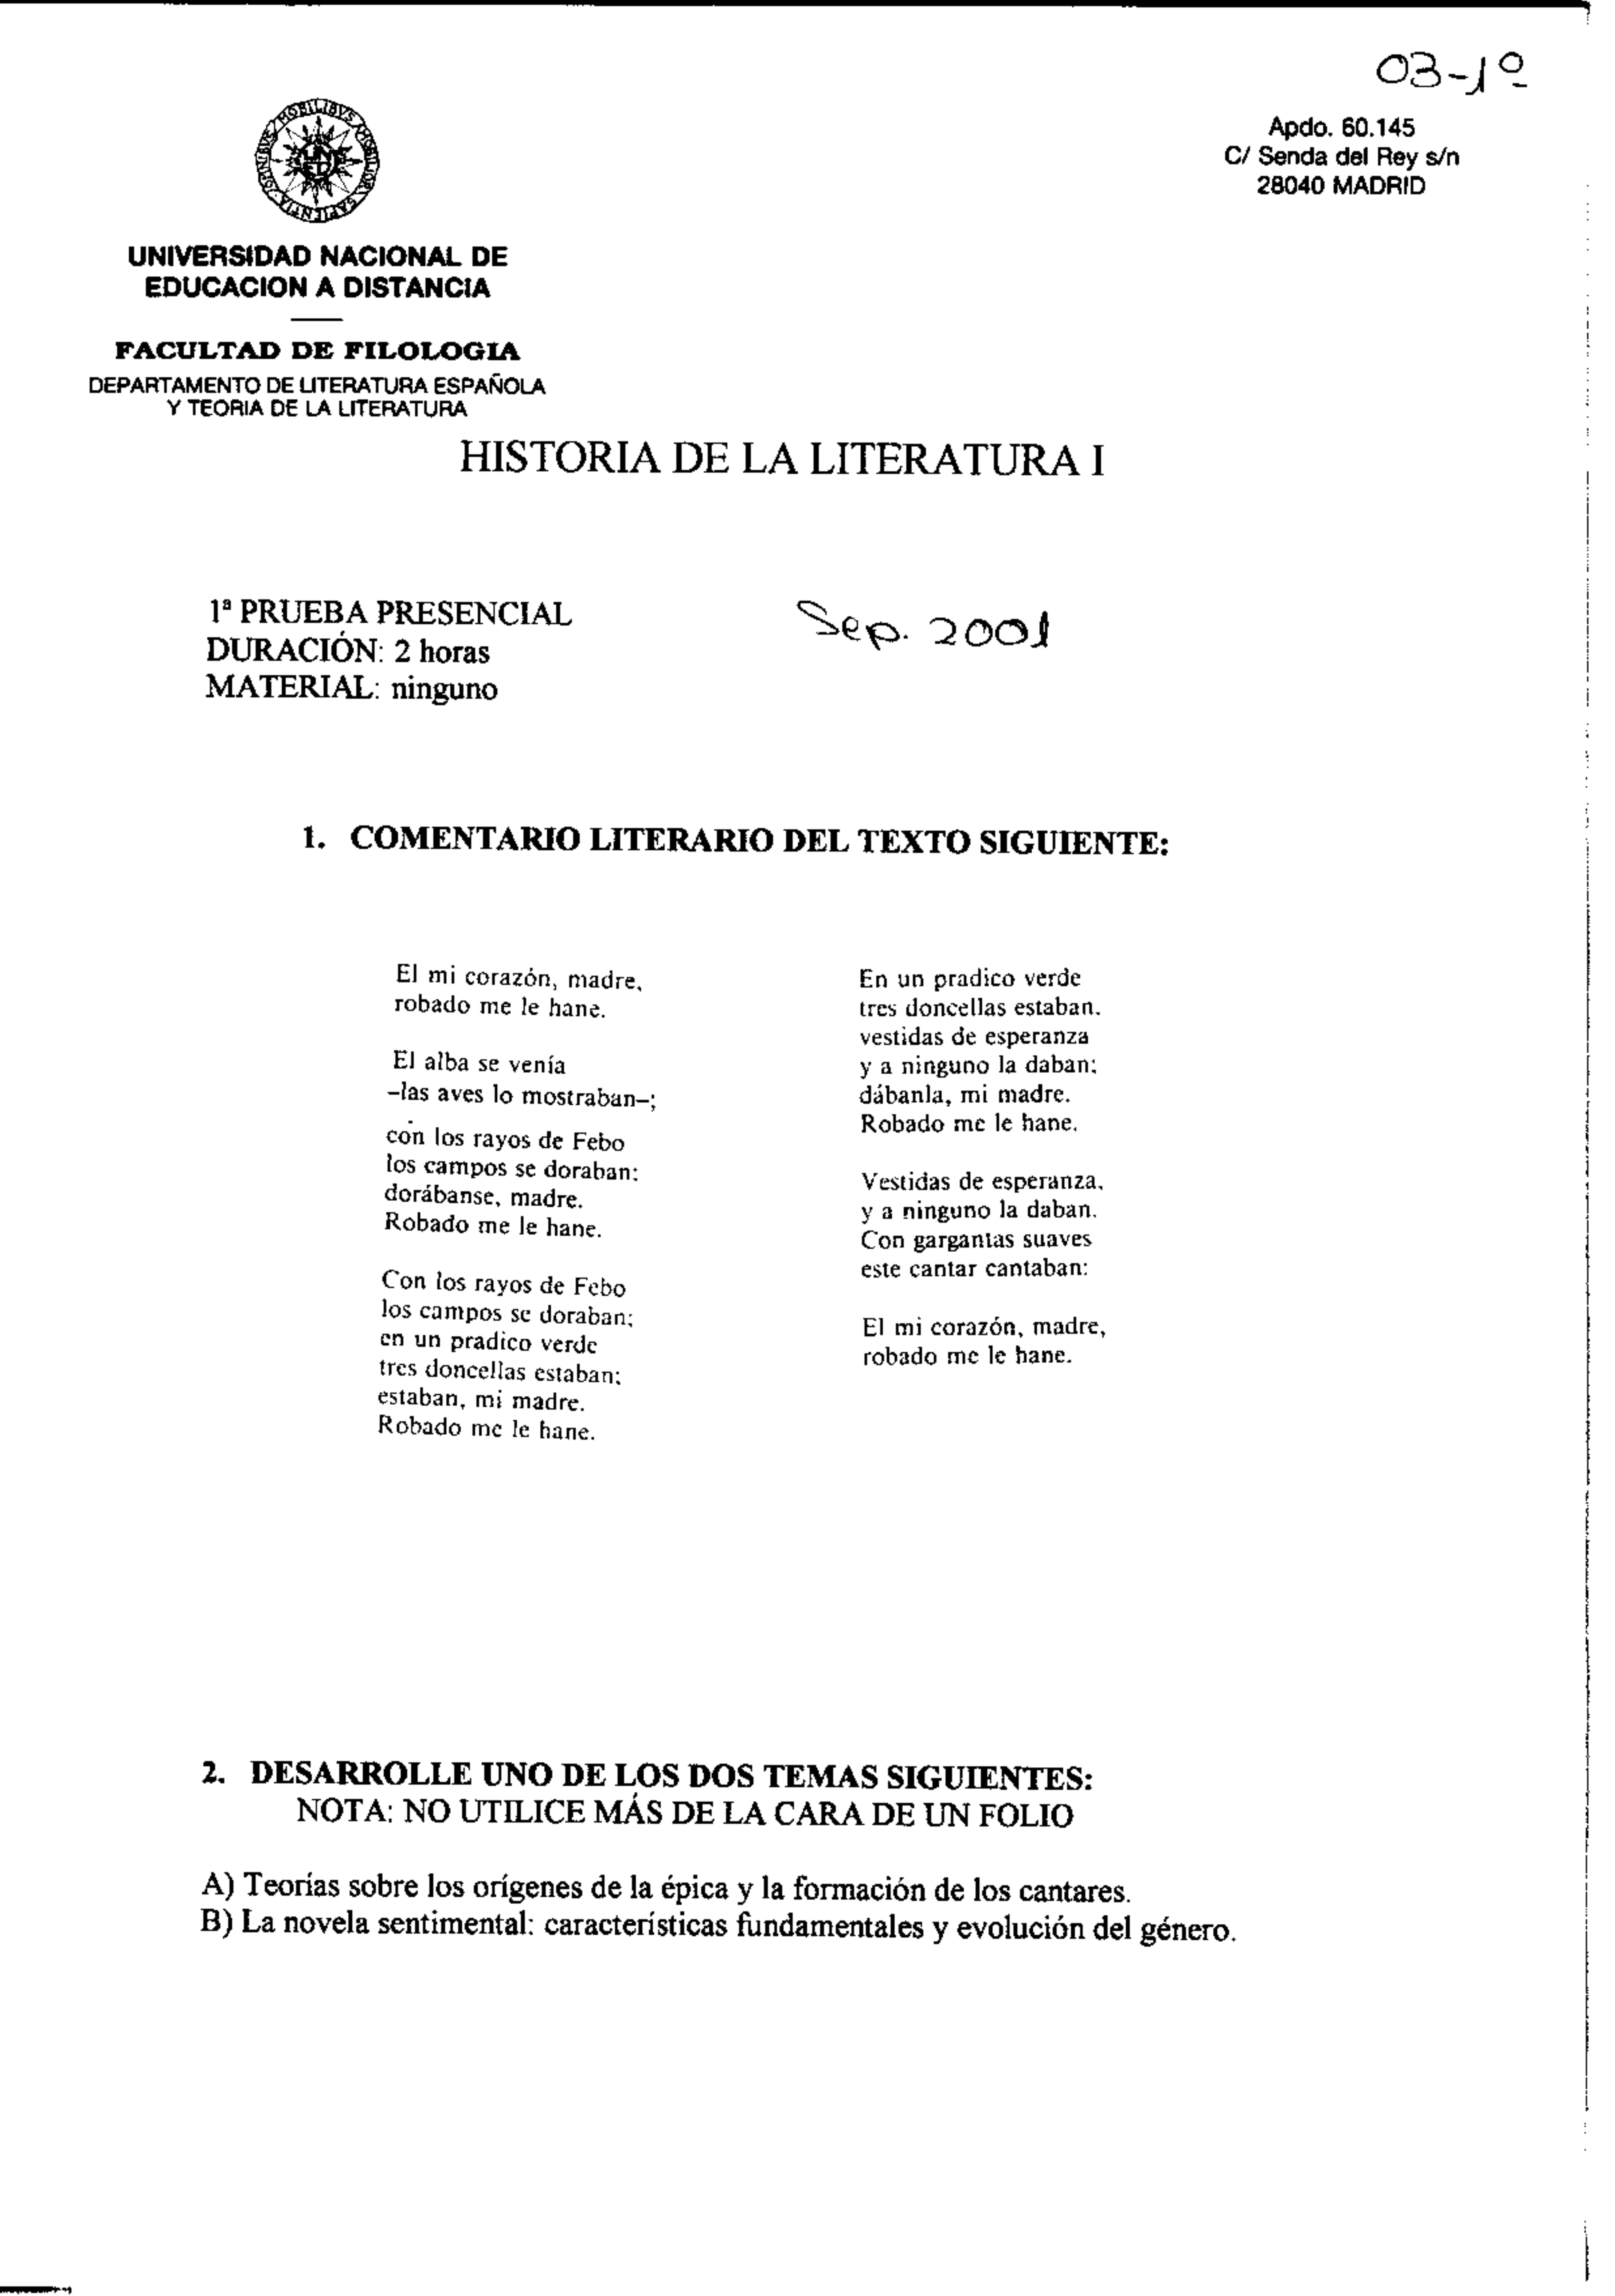 03-1º
Apdo. 60.145
C/ Senda del Rey s/n
28040 MADRID
UNIVERSIDAD NACIONAL DE
EDUCACION A DISTANCIA
FACULTAD DE FILOLOGIA
DEPARTAMENTO DE LITERATURA ESPAÑOLA
Y TEORIA DE LA LITERATURA
HISTORIA DE LA LITERATURA I
1ª PRUEBA PRESENCIAL
DURACIÓN: 2 horas
MATERIAL: ninguno
Sep. 2001
1. COMENTARIO LITERARIO DEL TEXTO SIGUIENTE:
El mi corazón, madre,
robado me le hane.
El alba se venía
–las aves lo mostraban–;
con los rayos de Febo
los campos se doraban:
dorábanse, madre.
Robado me le hane.
Con los rayos de Febo
los campos se doraban;
en un pradico verde
tres doncellas estaban;
estaban, mi madre.
Robado me le hane.
En un pradico verde
tres doncellas estaban.
vestidas de esperanza
y a ninguno la daban;
dábanla, mi madre.
Robado me le hane.
Vestidas de esperanza,
y a ninguno la daban.
Con gargantas suaves
este cantar cantaban:
El mi corazón, madre,
robado me le hane.
2. DESARROLLE UNO DE LOS DOS TEMAS SIGUIENTES:
NOTA: NO UTILICE MÁS DE LA CARA DE UN FOLIO
A) Teorías sobre los orígenes de la épica y la formación de los cantares.
B) La novela sentimental: características fundamentales y evolución del género.